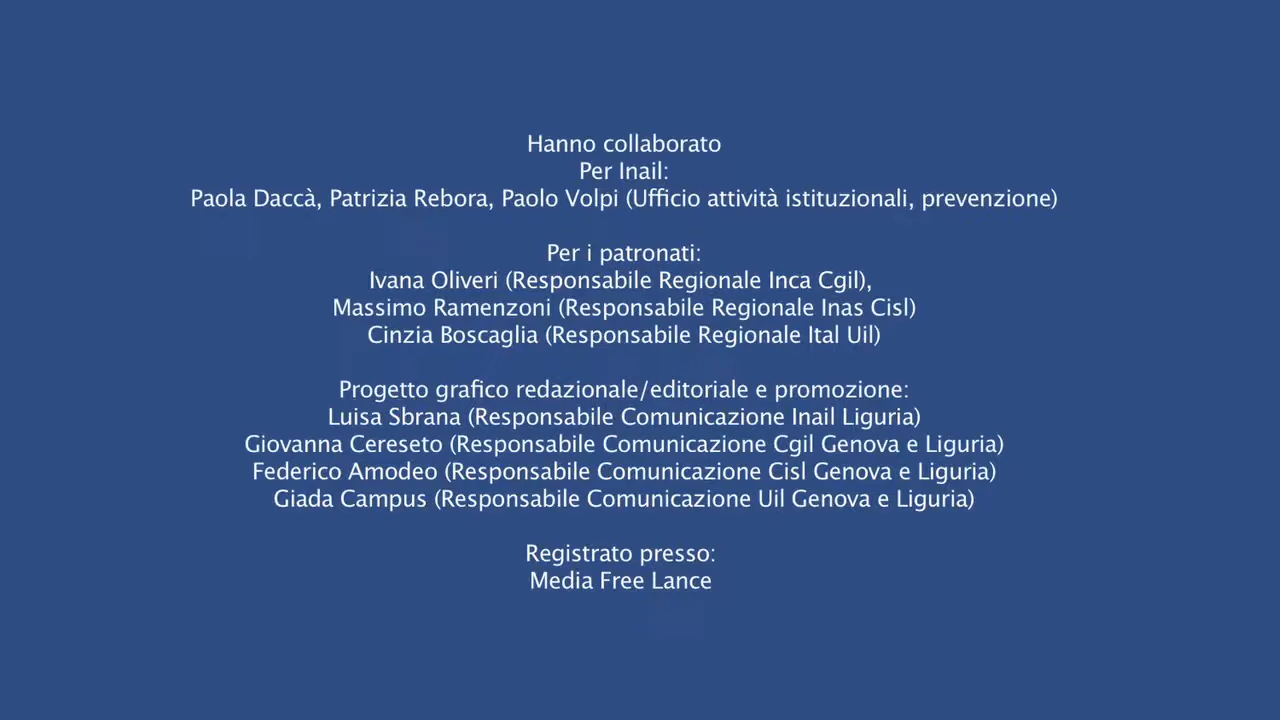 Hanno collaborato
Per Inail:
Paola Daccà, Patrizia Rebora, Paolo Volpi (Ufficio attività istituzionali, prevenzione)
Per i patronati:
Ivana Oliveri (Responsabile Regionale Inca Cgil),
Massimo Ramenzoni (Responsabile Regionale Inas Cisl)
Cinzia Boscaglia (Responsabile Regionale Ital Uil)
Progetto grafico redazionale/editoriale e promozione:
Luisa Sbrana (Responsabile Comunicazione Inail Liguria)
Giovanna Cereseto (Responsabile Comunicazione Cgil Genova e Liguria)
Federico Amodeo (Responsabile Comunicazione Cisl Genova e Liguria)
Giada Campus (Responsabile Comunicazione Uil Genova e Liguria)
Registrato presso:
Media Free Lance